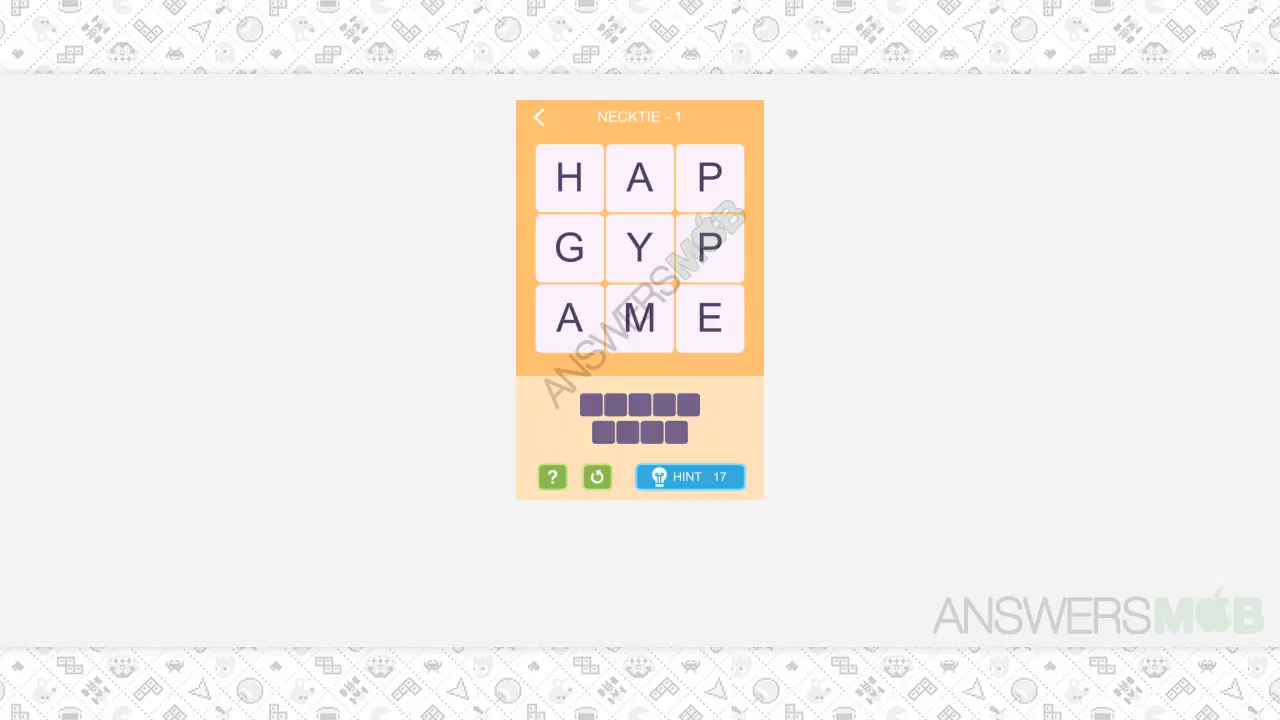 NECKTIE - 1
H A P
G Y P
A M E
ANSWERSMOB
? HINT 17
ANSWERSMOB